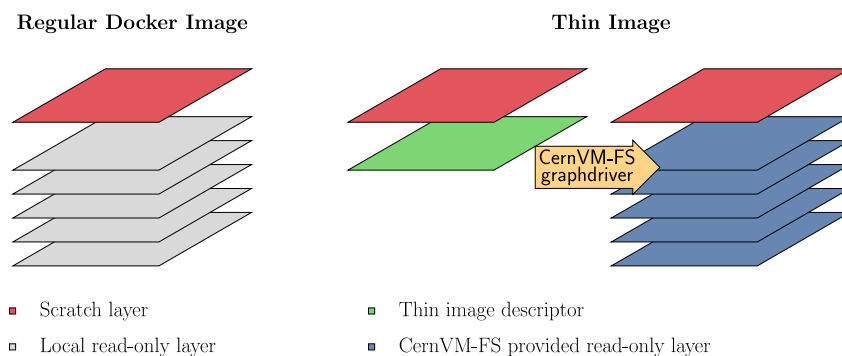 Regular Docker Image
Thin Image
CernVM-FS
graphdriver
Scratch layer
Thin image descriptor
Local read-only layer
CernVM-FS provided read-only layer